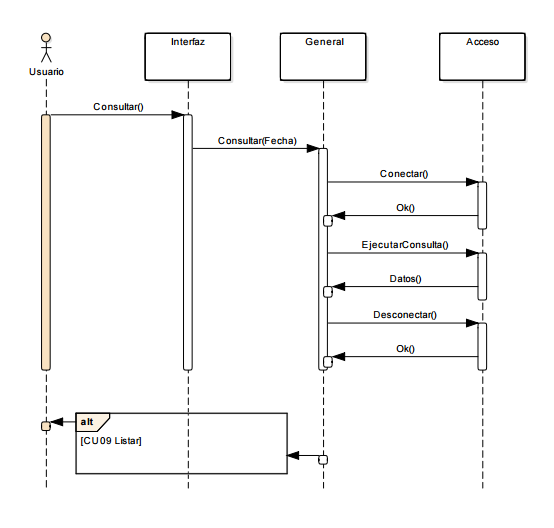 Interfaz
General
Acceso
Usuario
Consultar()
Consultar(Fecha)
Conectar()
Ok()
EjecutarConsulta()
Datos()
Desconectar()
Ok()
alt
[CU09 Listar]